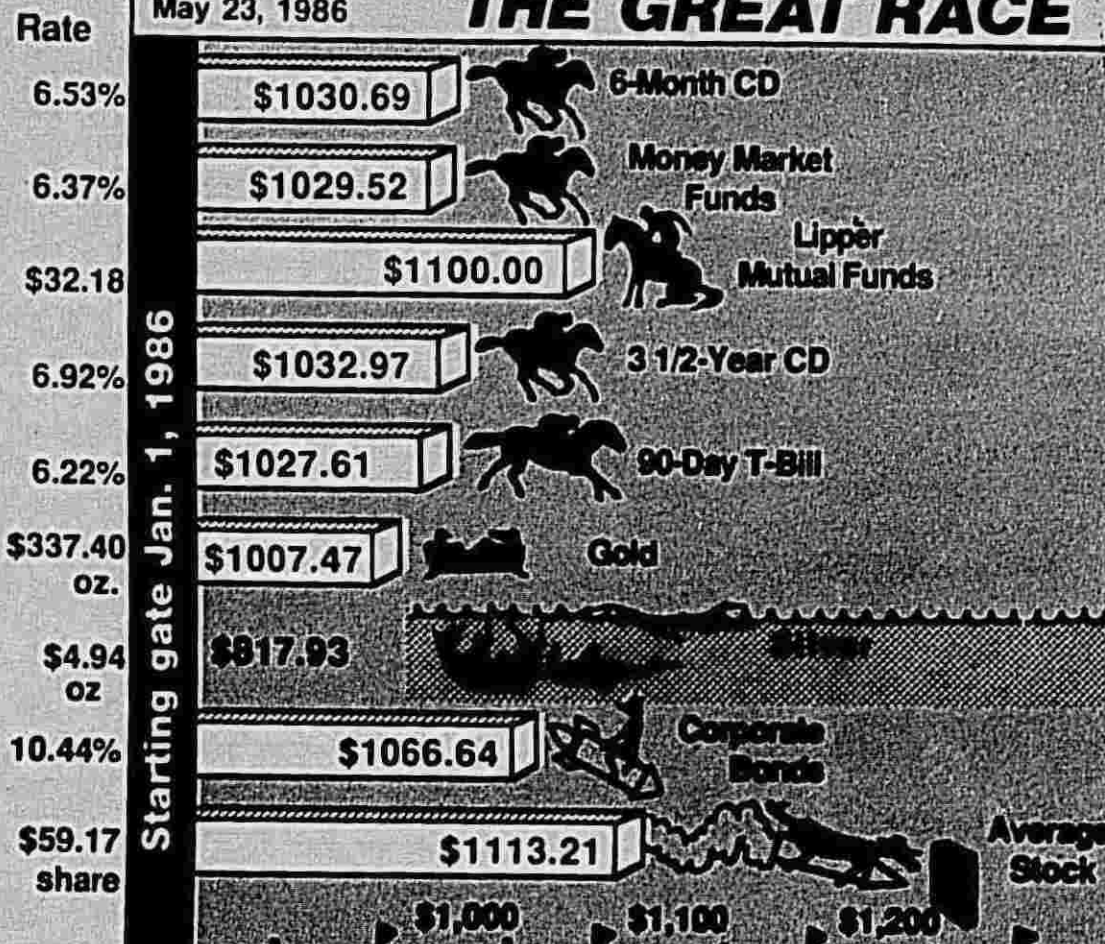 Rate
May 23, 1986
THE GREAT RACE
Starting gate Jan. 1, 1986
6.53%
$1030.69
6-Month CD
6.37%
$1029.52
Money Market
Funds
$32.18
$1100.00
Lipper
Mutual Funds
6.92%
$1032.97
3 1/2-Year CD
6.22%
$1027.61
90-Day T-Bill
$337.40
oz.
$1007.47
Gold
$4.94
oz
$817.93
Silver
10.44%
$1066.64
Corporate
Bonds
$59.17
share
$1113.21
Average
Stock
$1,000
$1,100
$1,200